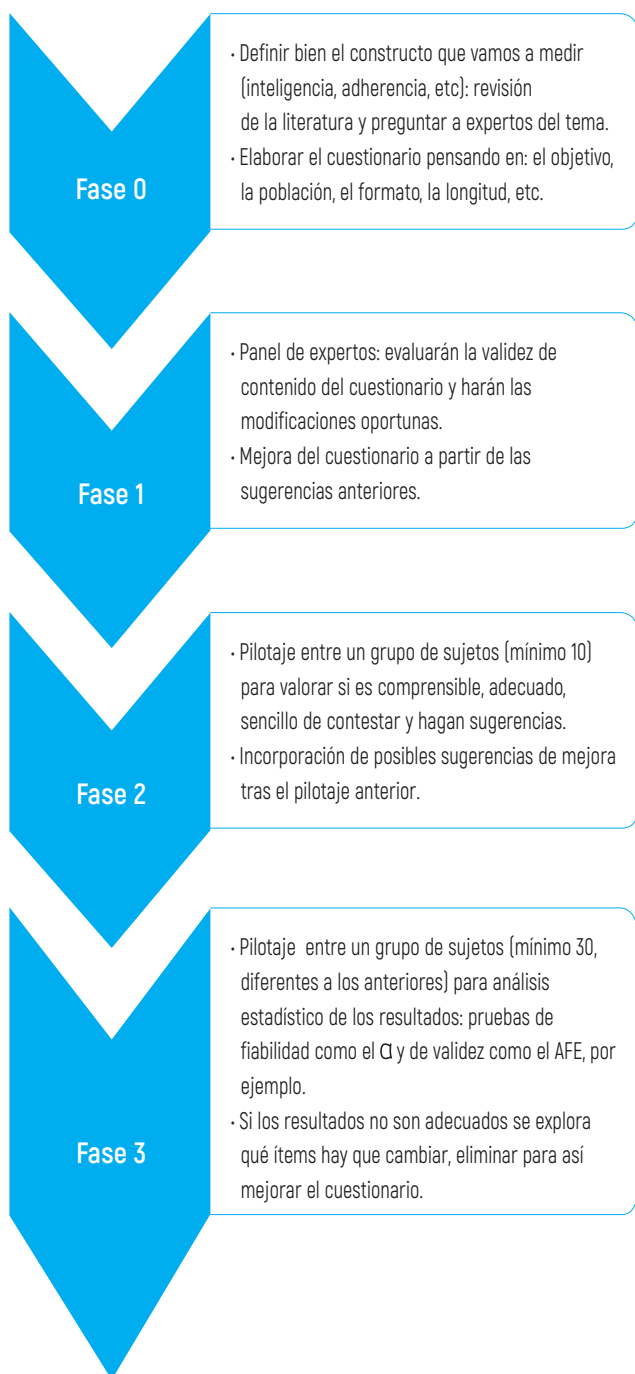 Fase 0
· Definir bien el constructo que vamos a medir
(inteligencia, adherencia, etc): revisión
de la literatura y preguntar a expertos del tema.
· Elaborar el cuestionario pensando en: el objetivo,
la población, el formato, la longitud, etc.
Fase 1
· Panel de expertos: evaluarán la validez de
contenido del cuestionario y harán las
modificaciones oportunas.
· Mejora del cuestionario a partir de las
sugerencias anteriores.
Fase 2
· Pilotaje entre un grupo de sujetos (mínimo 10)
para valorar si es comprensible, adecuado,
sencillo de contestar y hagan sugerencias.
· Incorporación de posibles sugerencias de mejora
tras el pilotaje anterior.
Fase 3
· Pilotaje entre un grupo de sujetos (mínimo 30,
diferentes a los anteriores) para análisis
estadístico de los resultados: pruebas de
fiabilidad como el α y de validez como el AFE, por
ejemplo.
· Si los resultados no son adecuados se explora
qué ítems hay que cambiar, eliminar para así
mejorar el cuestionario.